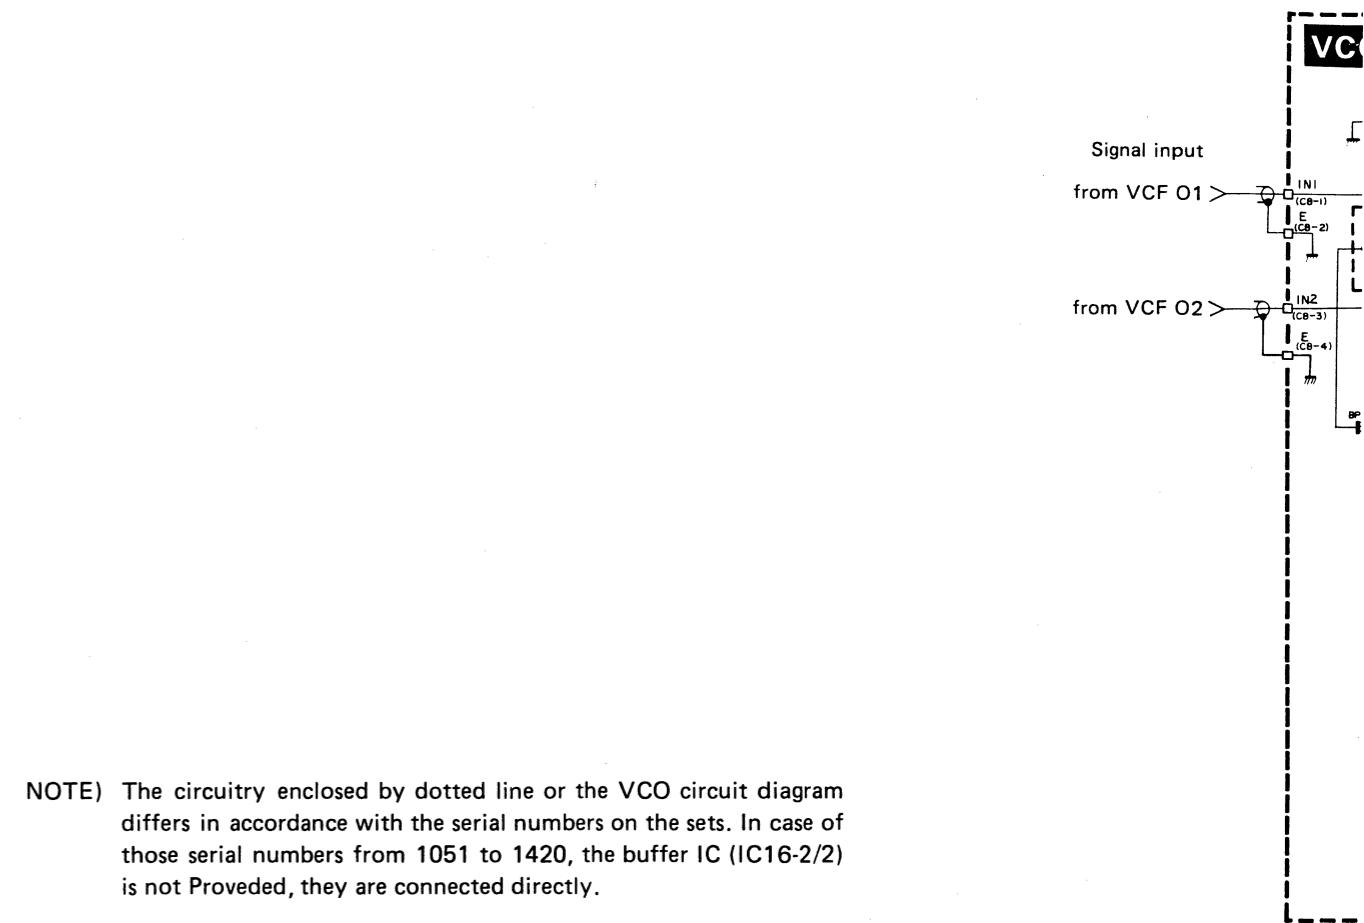 VCO
Signal input
from VCF O1
IN1
(C8-1)
E
(C8-2)
from VCF O2
IN2
(C8-3)
E
(C8-4)
BP
NOTE) The circuitry enclosed by dotted line or the VCO circuit diagram
differs in accordance with the serial numbers on the sets. In case of
those serial numbers from 1051 to 1420, the buffer IC (IC16-2/2)
is not Proveded, they are connected directly.